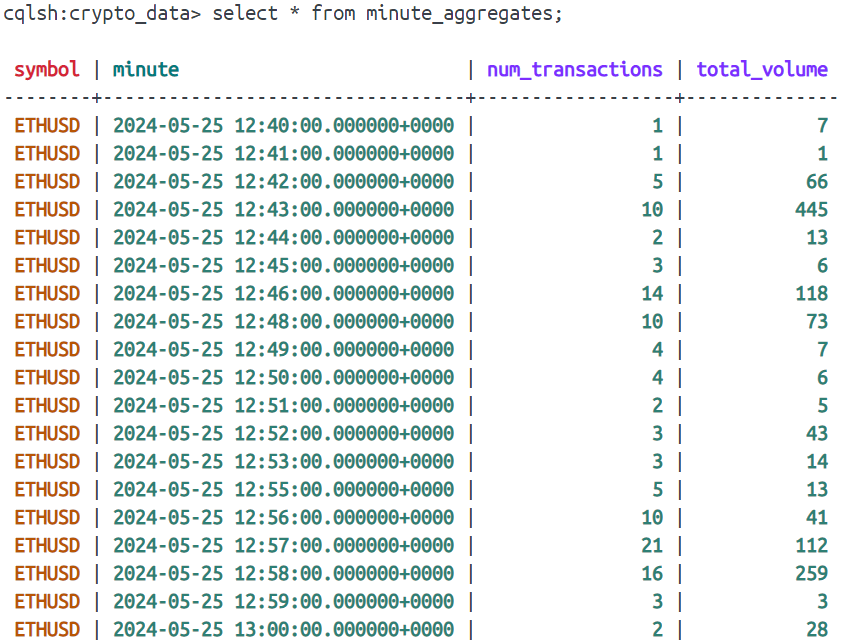 cqlsh:crypto_data> select * from minute_aggregates;
symbol | minute | num_transactions | total_volume
--------+---------------------------------+------------------+--------------
ETHUSD | 2024-05-25 12:40:00.000000+0000 | 1 | 7
ETHUSD | 2024-05-25 12:41:00.000000+0000 | 1 | 1
ETHUSD | 2024-05-25 12:42:00.000000+0000 | 5 | 66
ETHUSD | 2024-05-25 12:43:00.000000+0000 | 10 | 445
ETHUSD | 2024-05-25 12:44:00.000000+0000 | 2 | 13
ETHUSD | 2024-05-25 12:45:00.000000+0000 | 3 | 6
ETHUSD | 2024-05-25 12:46:00.000000+0000 | 14 | 118
ETHUSD | 2024-05-25 12:48:00.000000+0000 | 10 | 73
ETHUSD | 2024-05-25 12:49:00.000000+0000 | 4 | 7
ETHUSD | 2024-05-25 12:50:00.000000+0000 | 4 | 6
ETHUSD | 2024-05-25 12:51:00.000000+0000 | 2 | 5
ETHUSD | 2024-05-25 12:52:00.000000+0000 | 3 | 43
ETHUSD | 2024-05-25 12:53:00.000000+0000 | 3 | 14
ETHUSD | 2024-05-25 12:55:00.000000+0000 | 5 | 13
ETHUSD | 2024-05-25 12:56:00.000000+0000 | 10 | 41
ETHUSD | 2024-05-25 12:57:00.000000+0000 | 21 | 112
ETHUSD | 2024-05-25 12:58:00.000000+0000 | 16 | 259
ETHUSD | 2024-05-25 12:59:00.000000+0000 | 3 | 3
ETHUSD | 2024-05-25 13:00:00.000000+0000 | 2 | 28